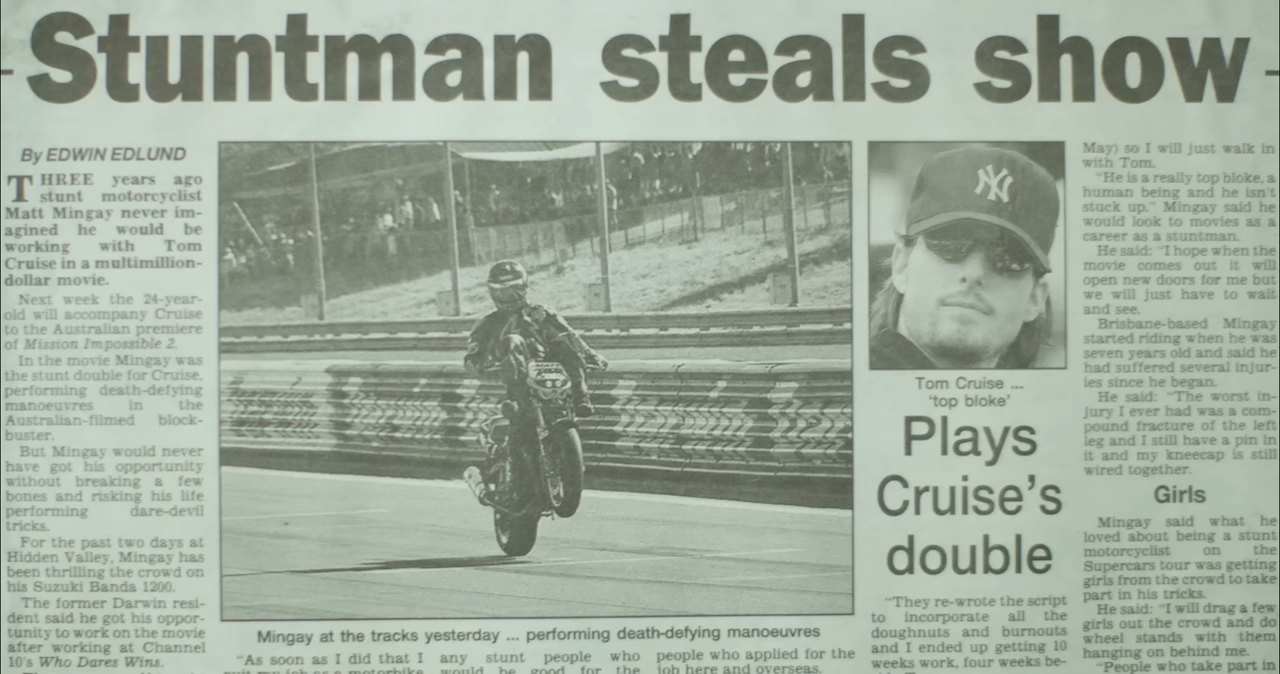 Stuntman steals show
By EDWIN EDLUND
THREE years ago
stunt motorcyclist
Matt Mingay never im-
agined he would be
working with Tom
Cruise in a multimillion-
dollar movie.
Next week the 24-year-
old will accompany Cruise
to the Australian premiere
of Mission Impossible 2.
In the movie Mingay was
the stunt double for Cruise,
performing death-defying
manoeuvres in the
Australian-filmed block-
buster.
But Mingay would never
have got his opportunity
without breaking a few
bones and risking his life
performing dare-devil
tricks.
For the past two days at
Hidden Valley, Mingay has
been thrilling the crowd on
his Suzuki Banda 1200.
The former Darwin resi-
dent said he got his oppor-
tunity to work on the movie
after working at Channel
10's Who Dares Wins.
Mingay at the tracks yesterday ... performing death-defying manoeuvres
"As soon as I did that I
any stunt people who
would be good for the
people who applied for the
job here and overseas.
NY
Tom Cruise ...
'top bloke'
Plays
Cruise's
double
"They re-wrote the script
to incorporate all the
doughnuts and burnouts
and I ended up getting 10
weeks work, four weeks be-
May) so I will just walk in
with Tom.
"He is a really top bloke, a
human being and he isn't
stuck up." Mingay said he
would look to movies as a
career as a stuntman.
He said: "I hope when the
movie comes out it will
open new doors for me but
we will just have to wait
and see.
Brisbane-based Mingay
started riding when he was
seven years old and said he
had suffered several injur-
ies since he began.
He said: "The worst in-
jury I ever had was a com-
pound fracture of the left
leg and I still have a pin in
it and my kneecap is still
wired together.
Girls
Mingay said what he
loved about being a stunt
motorcyclist on the
Supercars tour was getting
girls from the crowd to take
part in his tricks.
He said: "I will drag a few
girls out the crowd and do
wheel stands with them
hanging on behind me.
"People who take part in